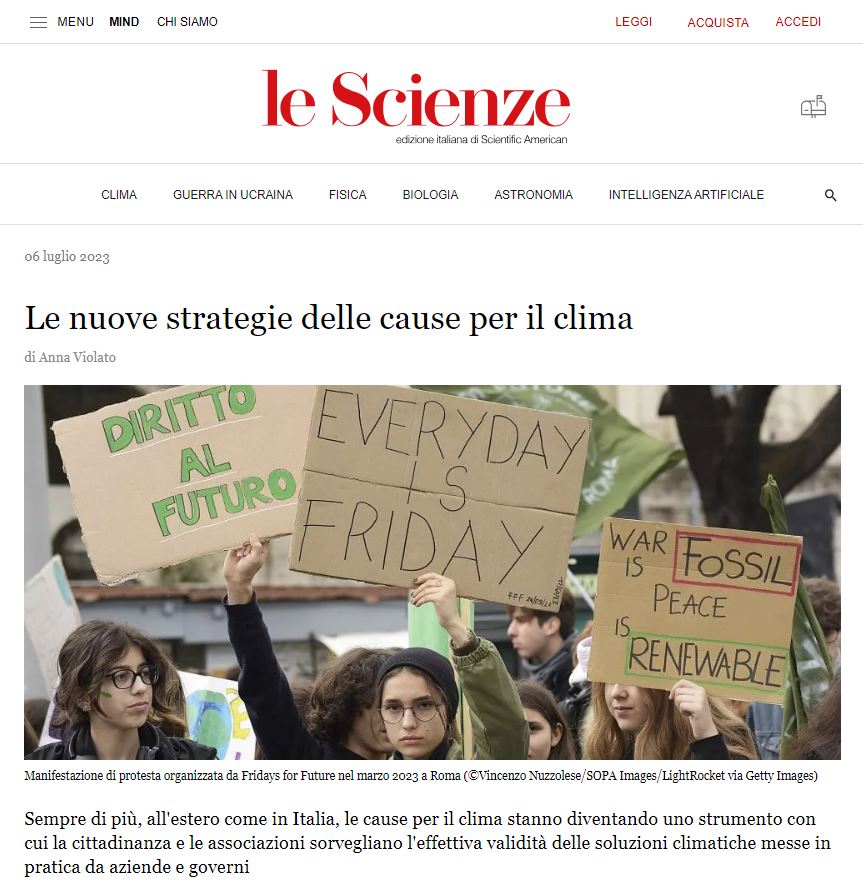 MENU MIND CHI SIAMO LEGGI ACQUISTA ACCEDI
le Scienze
edizione italiana di Scientific American
CLIMA GUERRA IN UCRAINA FISICA BIOLOGIA ASTRONOMIA INTELLIGENZA ARTIFICIALE
06 luglio 2023
Le nuove strategie delle cause per il clima
di Anna Violato
DIRITTO
AL
FUTURO
EVERYDAY
IS
FRIDAY
FFF
ROMA
WAR
IS
FOSSIL
PEACE
IS
RENEWABLE
Manifestazione di protesta organizzata da Fridays for Future nel marzo 2023 a Roma (©Vincenzo Nuzzolese/SOPA Images/LightRocket via Getty Images)
Sempre di più, all'estero come in Italia, le cause per il clima stanno diventando uno strumento con
cui la cittadinanza e le associazioni sorvegliano l'effettiva validità delle soluzioni climatiche messe in
pratica da aziende e governi